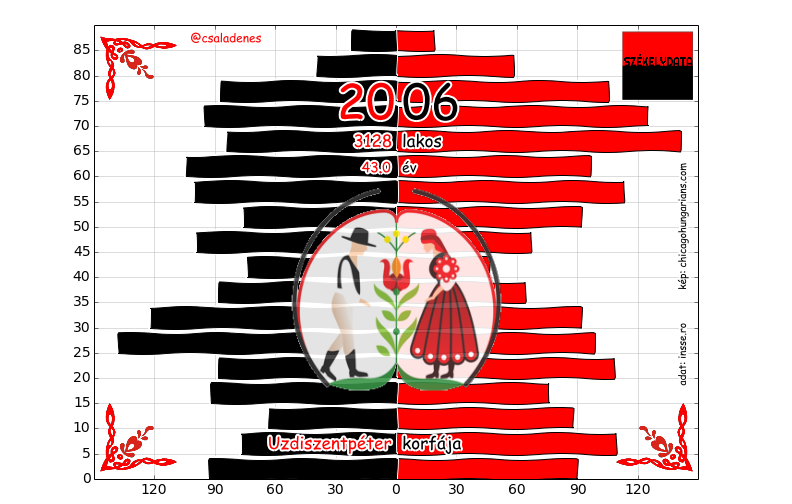 @csaladenes
SZÉKELYDATA
2006
3128 lakos
43.0 év
kép: chicagohungarians.com
adat: insse.ro
Uzdiszentpéter korfája
85
80
75
70
65
60
55
50
45
40
35
30
25
20
15
10
5
0
120 90 60 30 0 30 60 90 120